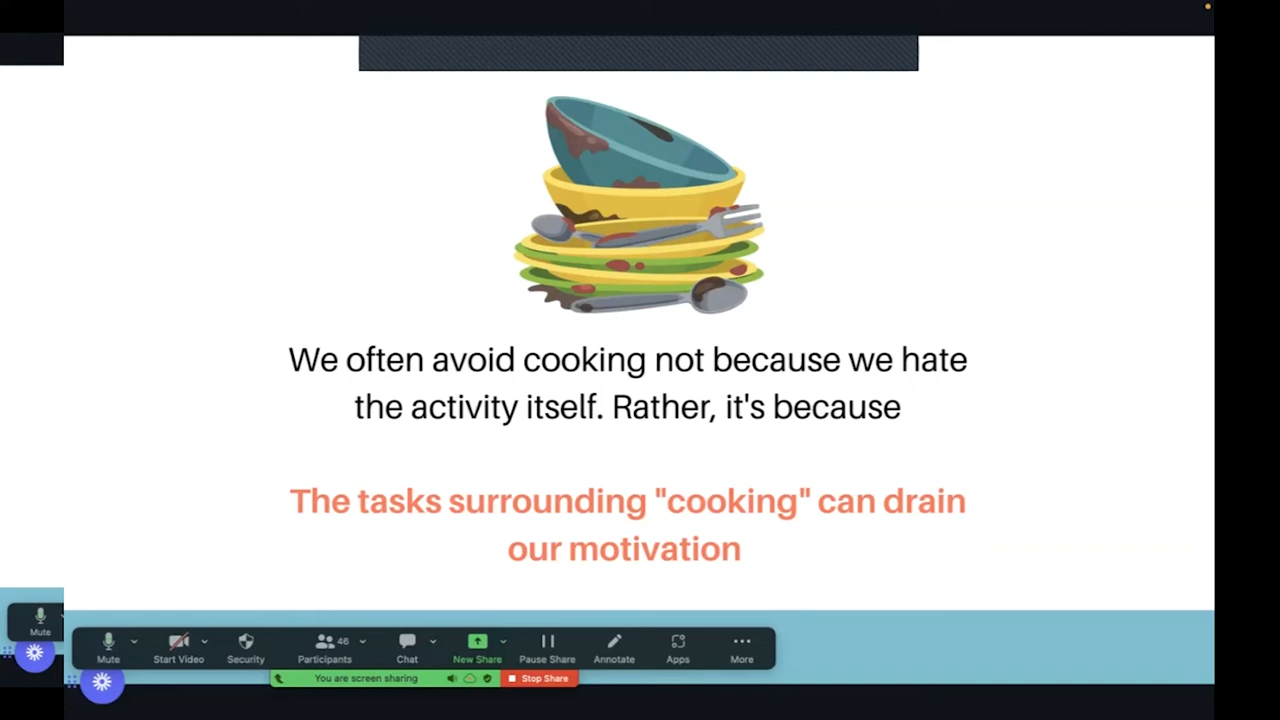 We often avoid cooking not because we hate
the activity itself. Rather, it's because
The tasks surrounding "cooking" can drain
our motivation
Mute
Mute
Start Video
Security
46
Participants
Chat
New Share
Pause Share
Annotate
Apps
More
You are screen sharing
Stop Share